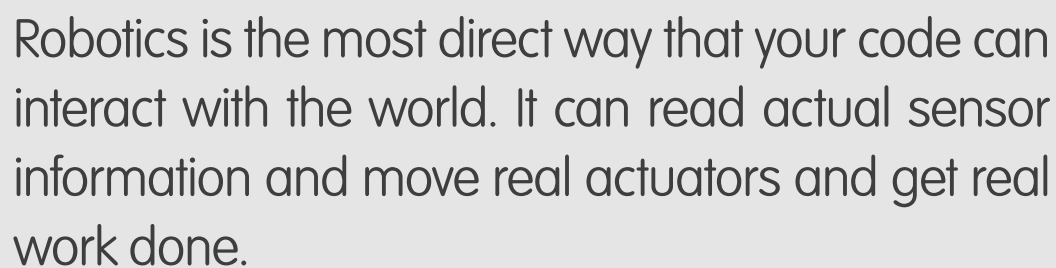 Robotics is the most direct way that your code can
interact with the world. It can read actual sensor
information and move real actuators and get real
work done.